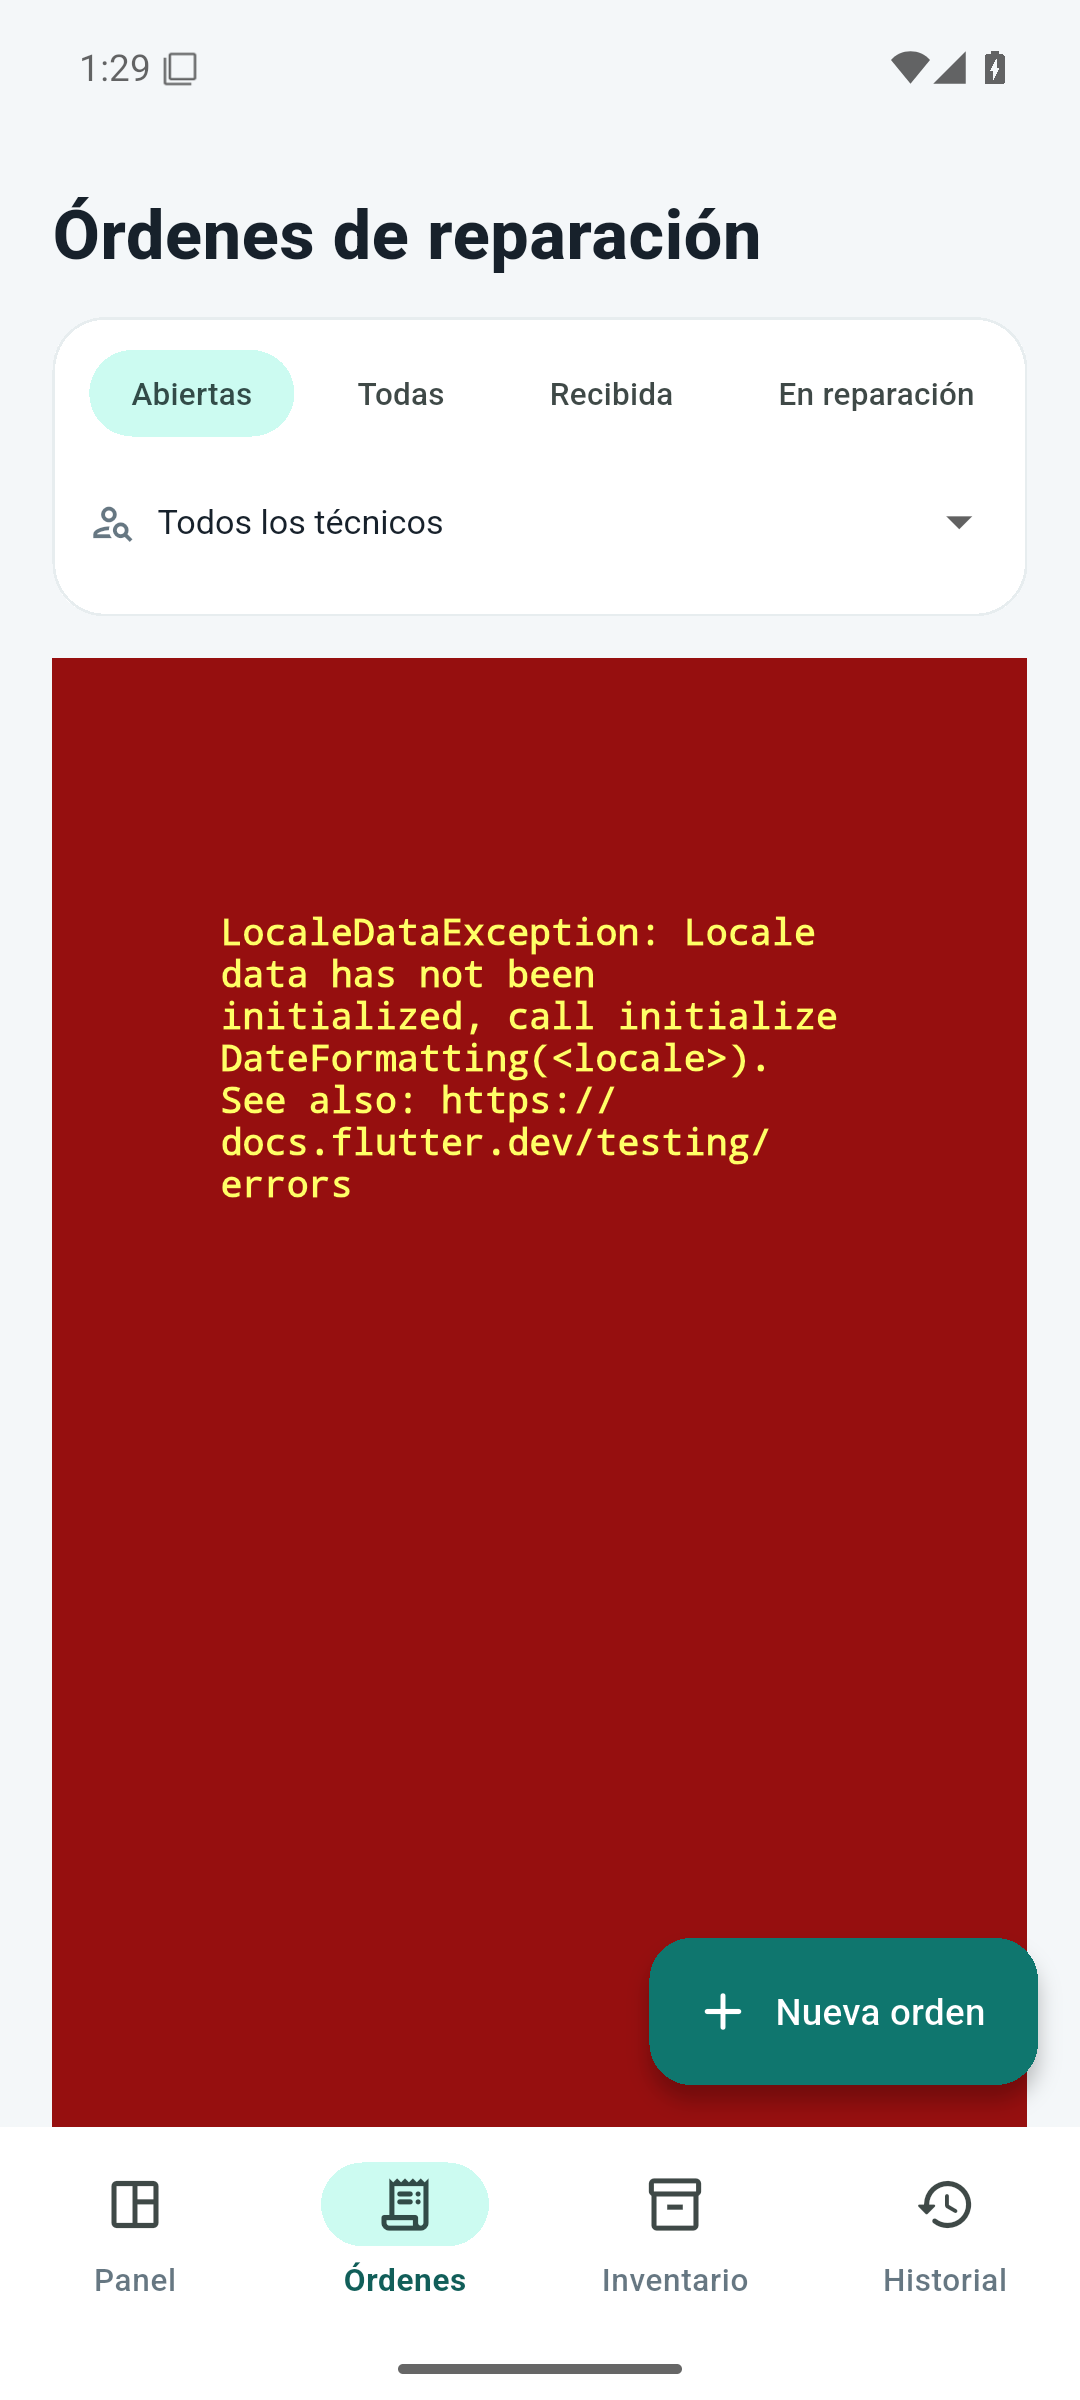 1:29
Órdenes de reparación
Abiertas
Todas
Recibida
En reparación
Todos los técnicos
LocaleDataException: Locale
data has not been
initialized, call initialize
DateFormatting(<locale>).
See also: https://
docs.flutter.dev/testing/
errors
Nueva orden
Panel
Órdenes
Inventario
Historial